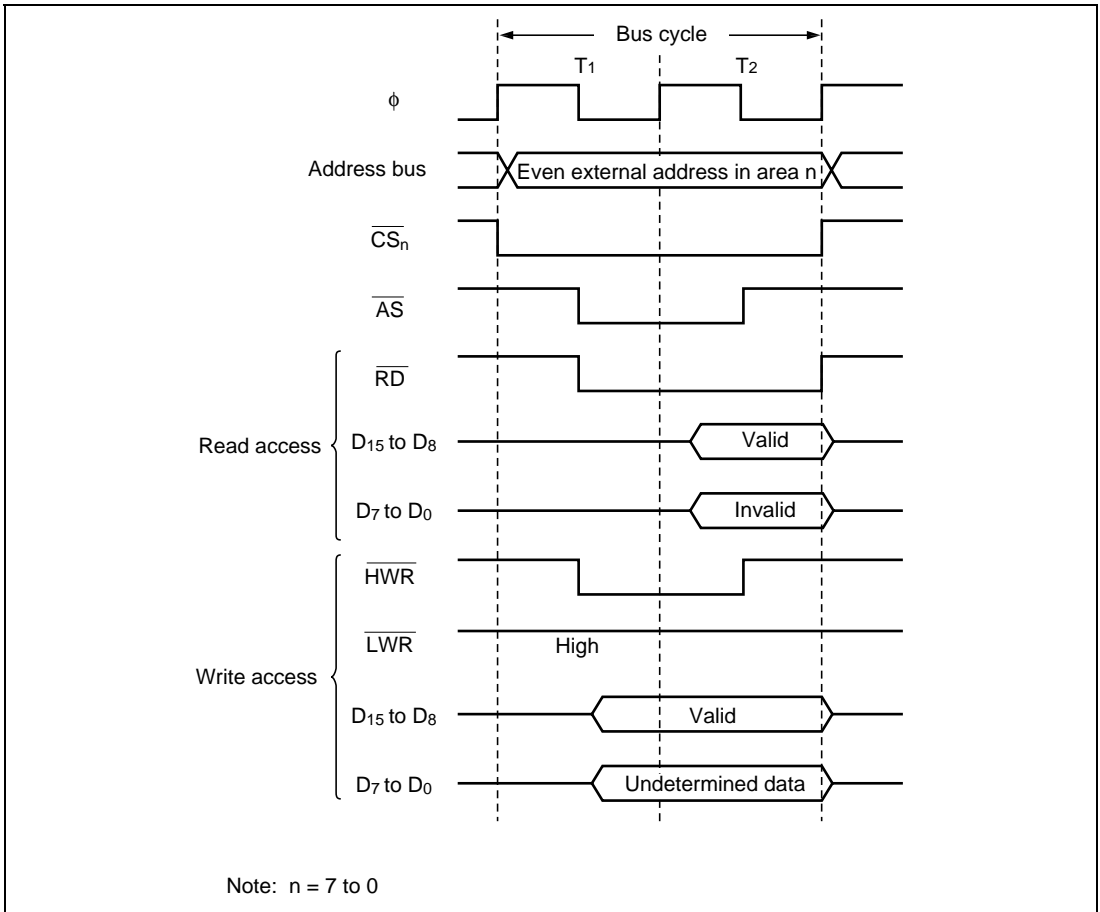 Bus cycle
T1 T2
ϕ
Address bus Even external address in area n
CSn
AS
RD
Read access D15 to D8 Valid
D7 to D0 Invalid
HWR
LWR High
Write access D15 to D8 Valid
D7 to D0 Undetermined data
Note: n = 7 to 0